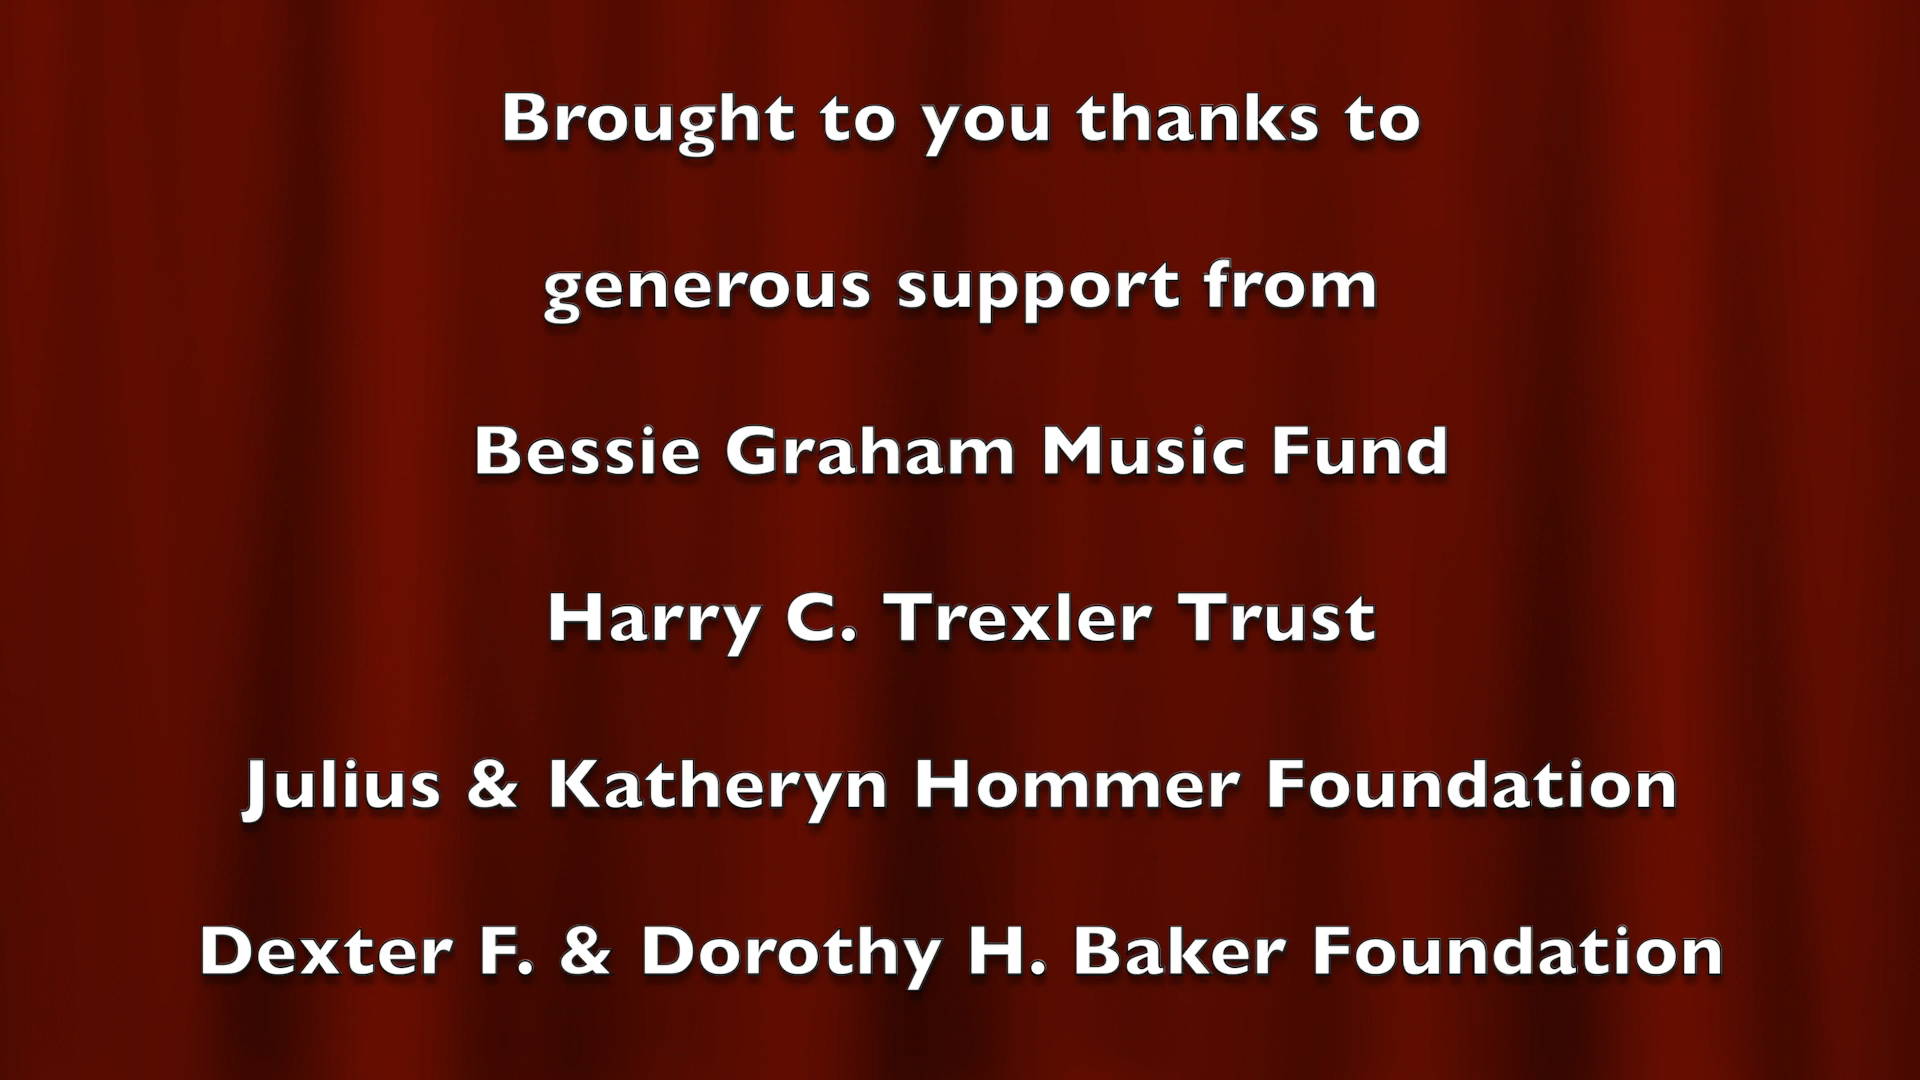 Brought to you thanks to
generous support from
Bessie Graham Music Fund
Harry C. Trexler Trust
Julius & Katheryn Hommer Foundation
Dexter F. & Dorothy H. Baker Foundation